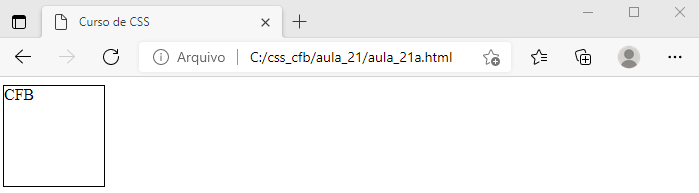 Curso de CSS
Arquivo C:/css_cfb/aula_21/aula_21a.html
CFB